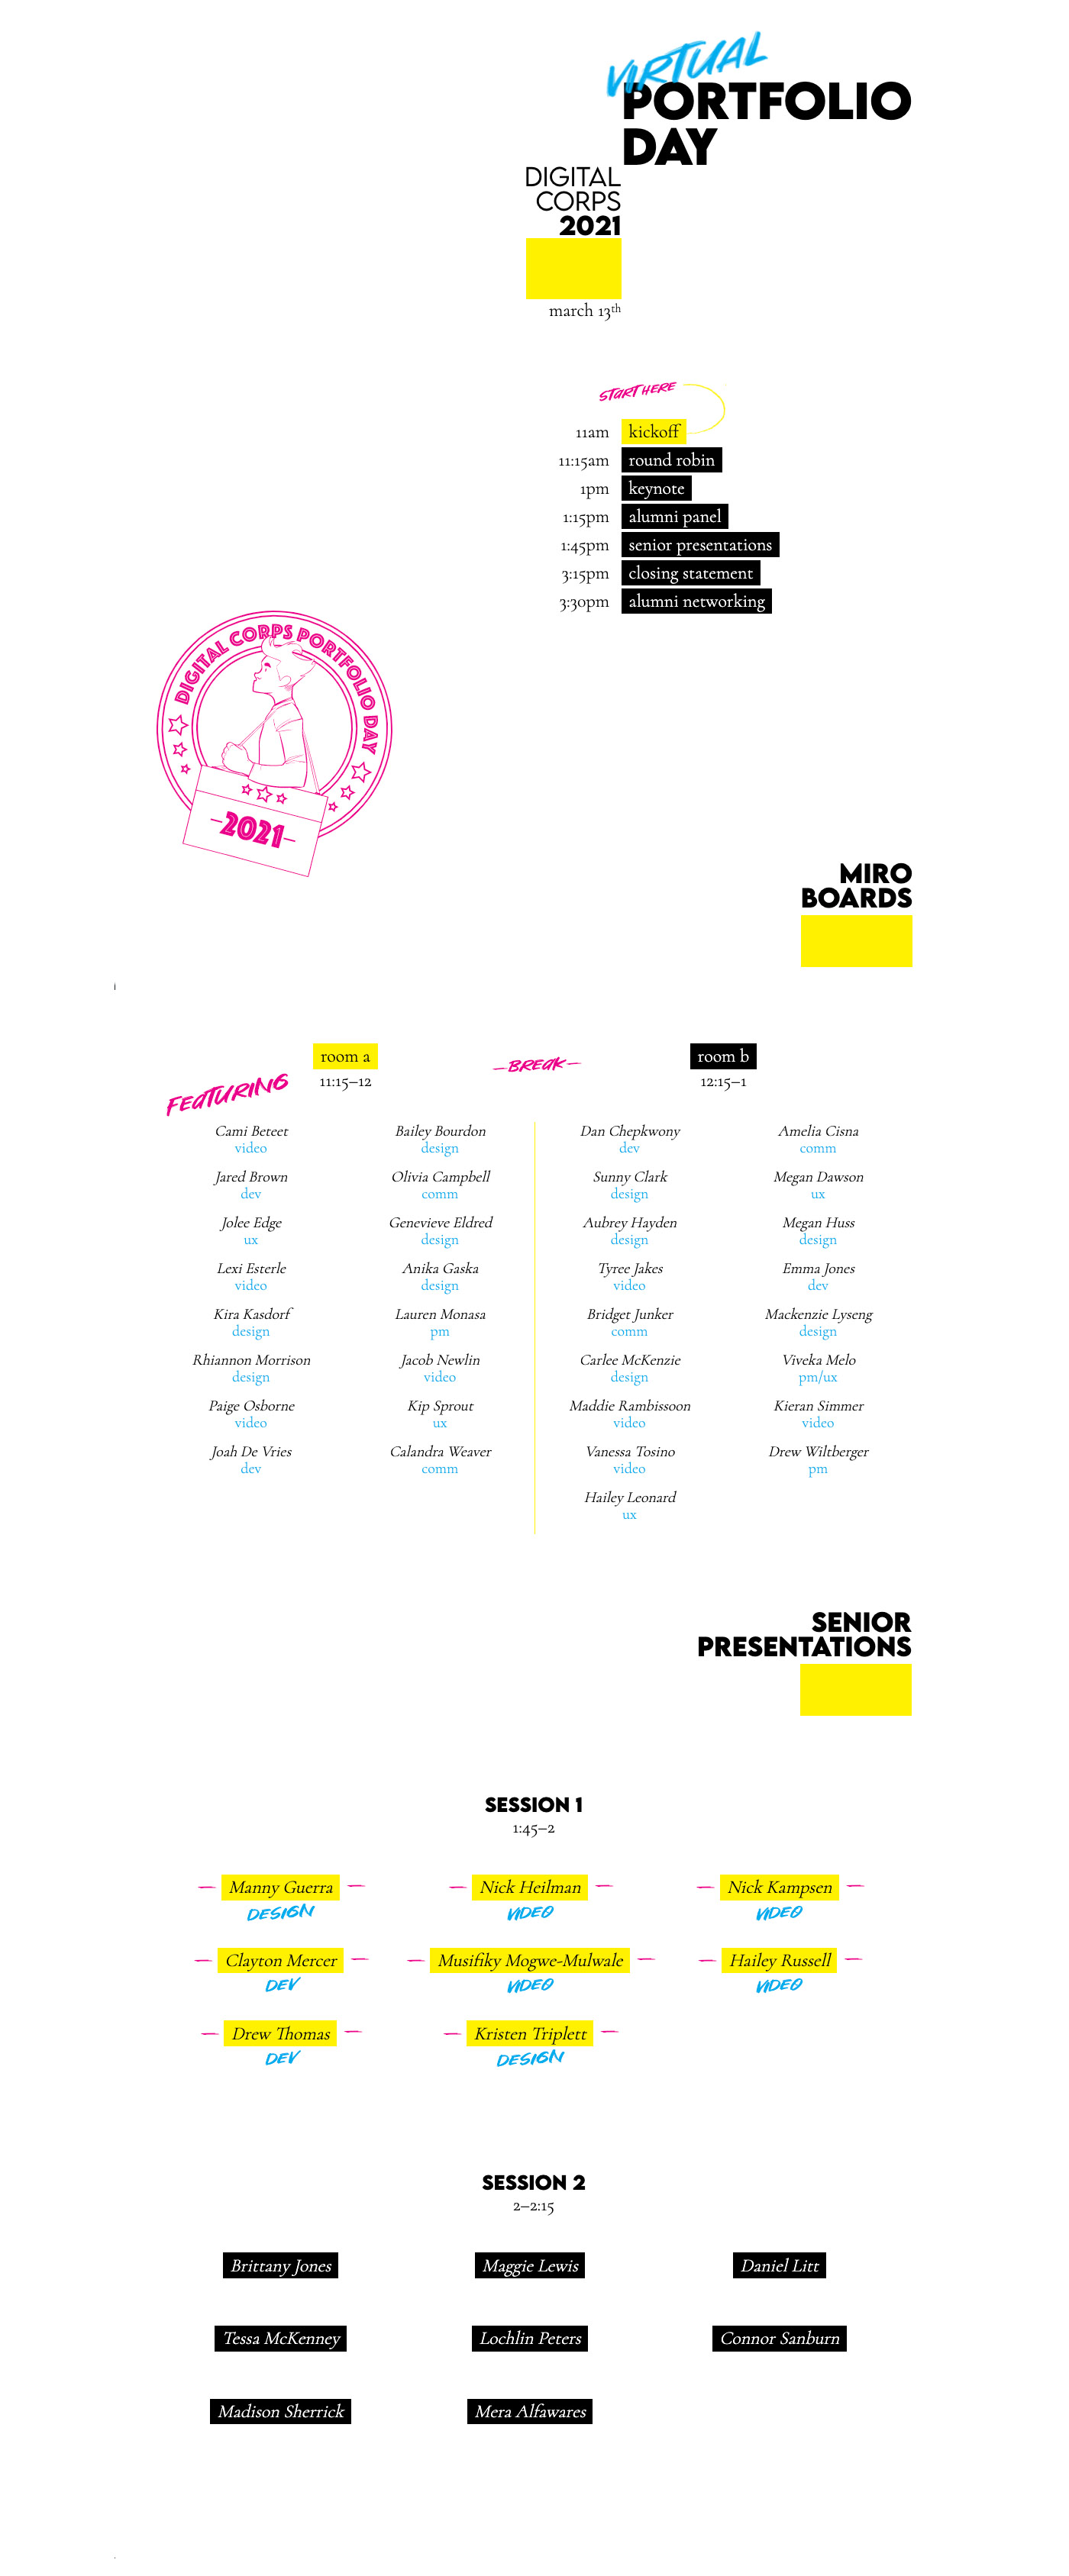 VIRTUAL
PORTFOLIO
DAY
DIGITAL
CORPS
2021
march 13th
START HERE
11am kickoff
11:15am round robin
1pm keynote
1:15pm alumni panel
1:45pm senior presentations
3:15pm closing statement
3:30pm alumni networking
DIGITAL CORPS PORTFOLIO DAY
-2021-
MIRO
BOARDS
i
room a
11:15–12
–BREAK–
room b
12:15–1
FEATURING
Cami Beteet
video
Jared Brown
dev
Jolee Edge
ux
Lexi Esterle
video
Kira Kasdorf
design
Rhiannon Morrison
design
Paige Osborne
video
Joah De Vries
dev
Bailey Bourdon
design
Olivia Campbell
comm
Genevieve Eldred
design
Anika Gaska
design
Lauren Monasa
pm
Jacob Newlin
video
Kip Sprout
ux
Calandra Weaver
comm
Dan Chepkwony
dev
Sunny Clark
design
Aubrey Hayden
design
Tyree Jakes
video
Bridget Junker
comm
Carlee McKenzie
design
Maddie Rambissoon
video
Vanessa Tosino
video
Hailey Leonard
ux
Amelia Cisna
comm
Megan Dawson
ux
Megan Huss
design
Emma Jones
dev
Mackenzie Lyseng
design
Viveka Melo
pm/ux
Kieran Simmer
video
Drew Wiltberger
pm
SENIOR
PRESENTATIONS
SESSION 1
1:45–2
Manny Guerra
DESIGN
Nick Heilman
VIDEO
Nick Kampsen
VIDEO
Clayton Mercer
DEV
Musifiky Mogwe-Mulwale
VIDEO
Hailey Russell
VIDEO
Drew Thomas
DEV
Kristen Triplett
DESIGN
SESSION 2
2–2:15
Brittany Jones
Maggie Lewis
Daniel Litt
Tessa McKenney
Lochlin Peters
Connor Sanburn
Madison Sherrick
Mera Alfawares